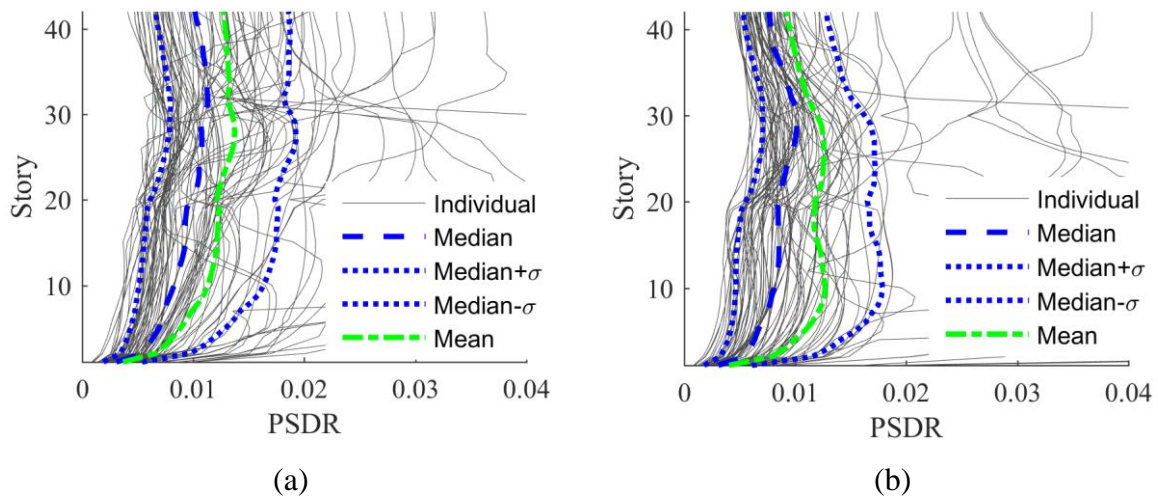 40
30
20
10
Story
0
0.01
0.02
0.03
0.04
PSDR
Individual
Median
Median+σ
Median-σ
Mean
(a)
40
30
20
10
Story
0
0.01
0.02
0.03
0.04
PSDR
Individual
Median
Median+σ
Median-σ
Mean
(b)